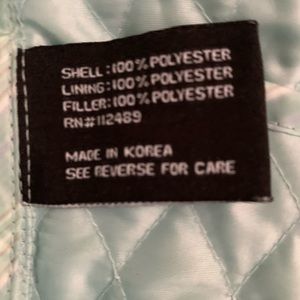 SHELL:100% POLYESTER
LINING:100% POLYESTER
FILLER:100% POLYESTER
RN#112489
MADE IN KOREA
SEE REVERSE FOR CARE